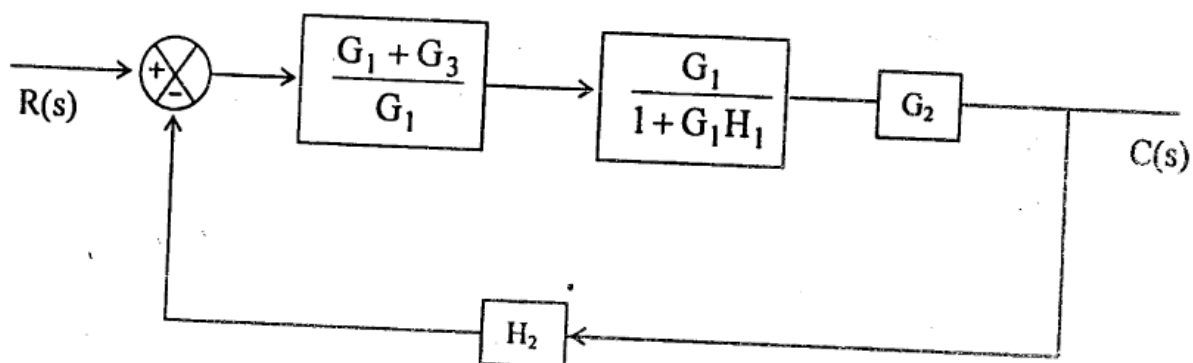 R(s)
+
-
G₁ + G₃
G₁
G₁
1 + G₁H₁
G₂
C(s)
H₂